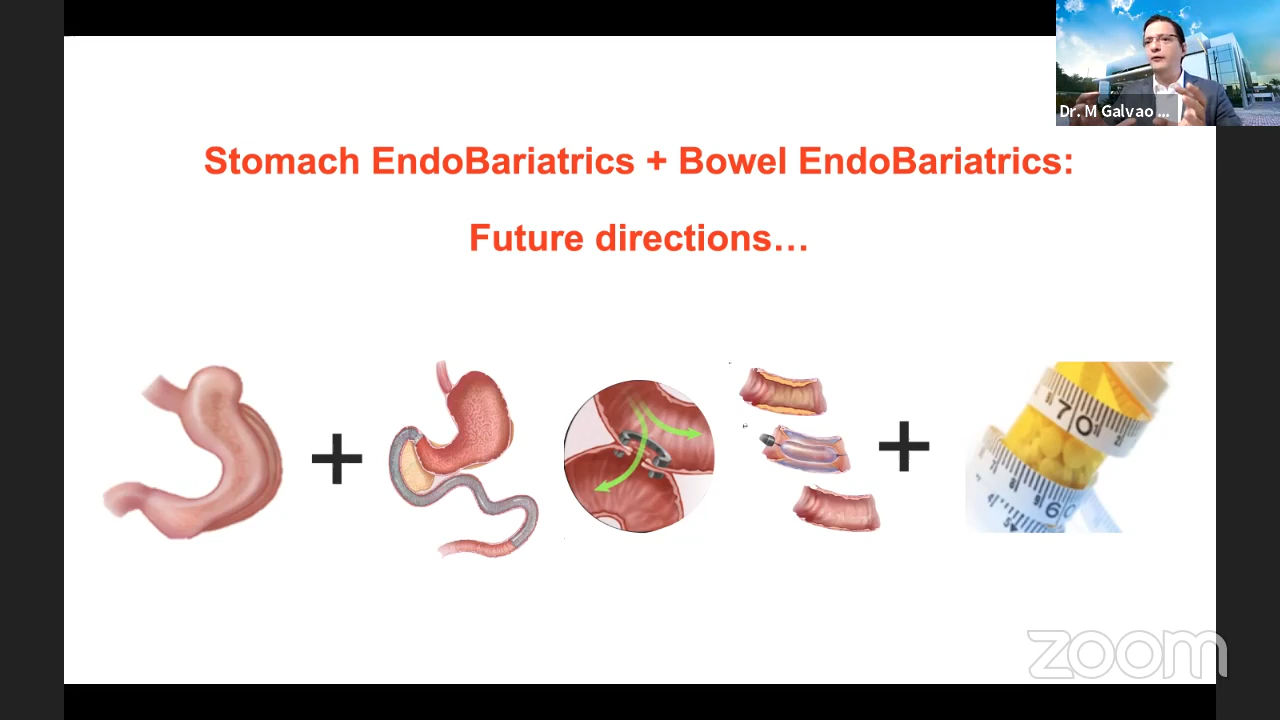 Dr. M Galvao ...
Stomach EndoBariatrics + Bowel EndoBariatrics:
Future directions…
+
+
70
60
zoom